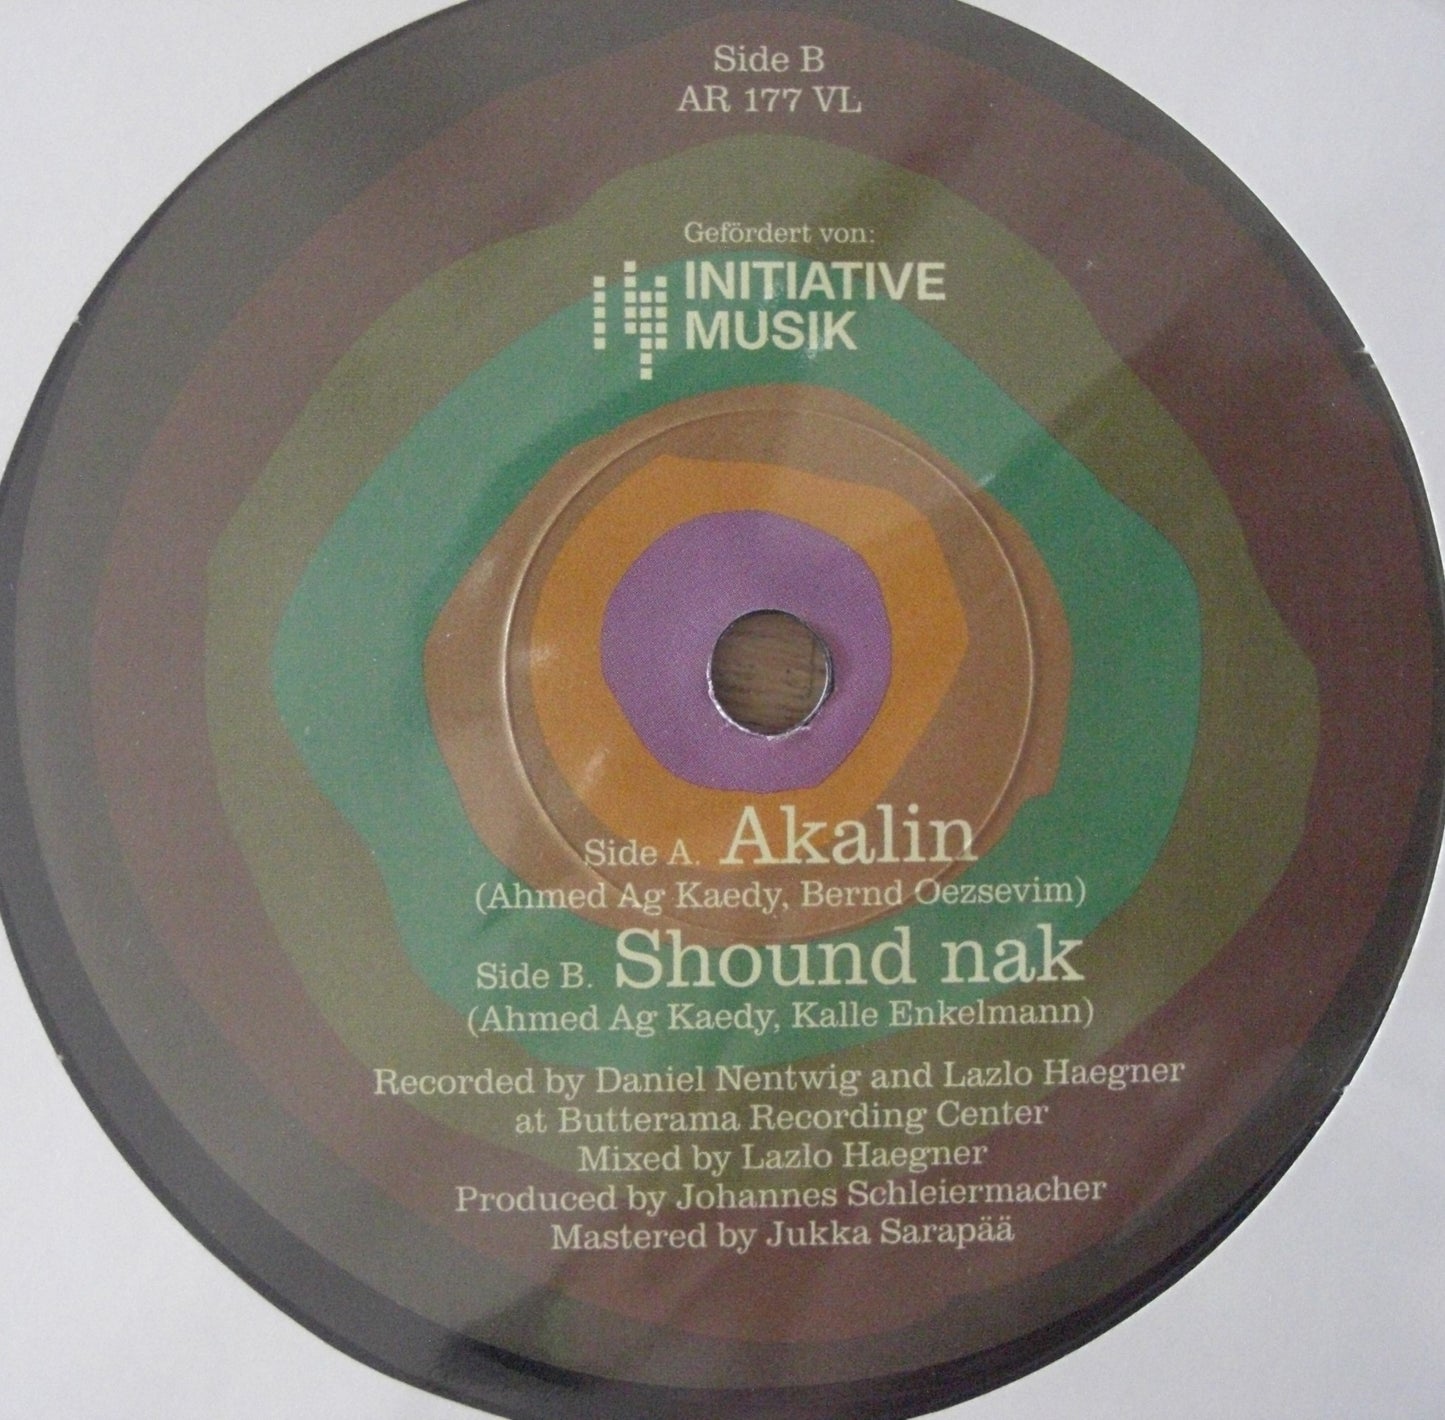 Side B
AR 177 VL
Gefördert von:
INITIATIVE
MUSIK
Side A. Akalin
(Ahmed Ag Kaedy, Bernd Oezsevim)
Side B. Shound nak
(Ahmed Ag Kaedy, Kalle Enkelmann)
Recorded by Daniel Nentwig and Lazlo Haegner
at Butterama Recording Center
Mixed by Lazlo Haegner
Produced by Johannes Schleiermacher
Mastered by Jukka Sarapää